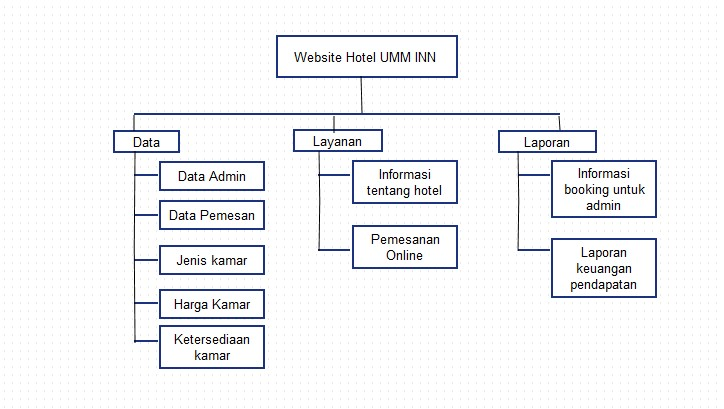 Website Hotel UMM INN
Data
Data Admin
Data Pemesan
Jenis kamar
Harga Kamar
Ketersediaan
kamar
Layanan
Informasi
tentang hotel
Pemesanan
Online
Laporan
Informasi
booking untuk
admin
Laporan
keuangan
pendapatan